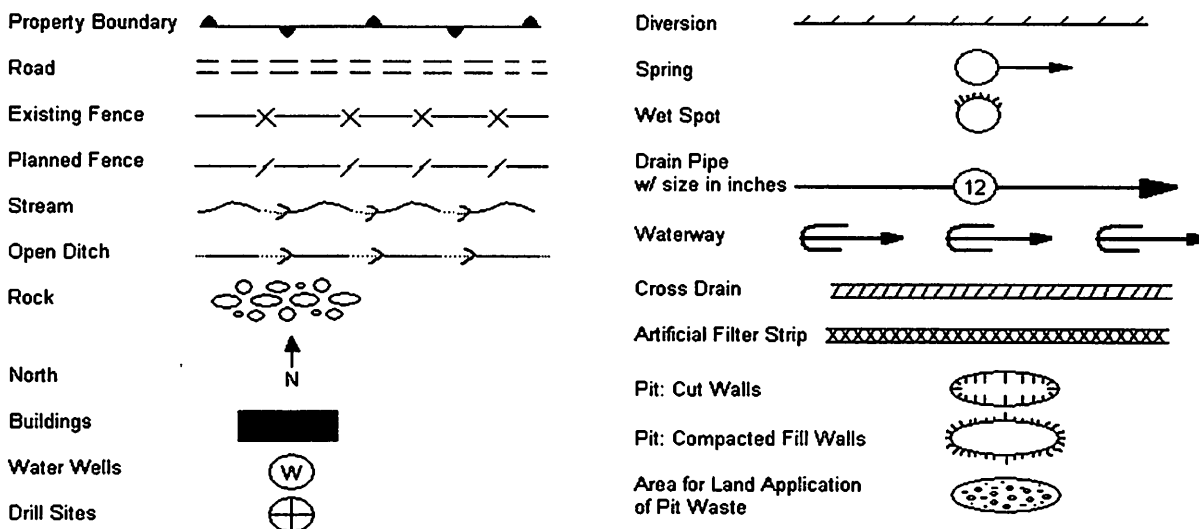 Property Boundary
Road
Existing Fence
Planned Fence
Stream
Open Ditch
Rock
N
North
Buildings
Water Wells
W
Drill Sites
Diversion
Spring
Wet Spot
Drain Pipe
w/ size in inches
12
Waterway
Cross Drain
Artificial Filter Strip
Pit: Cut Walls
Pit: Compacted Fill Walls
Area for Land Application
of Pit Waste